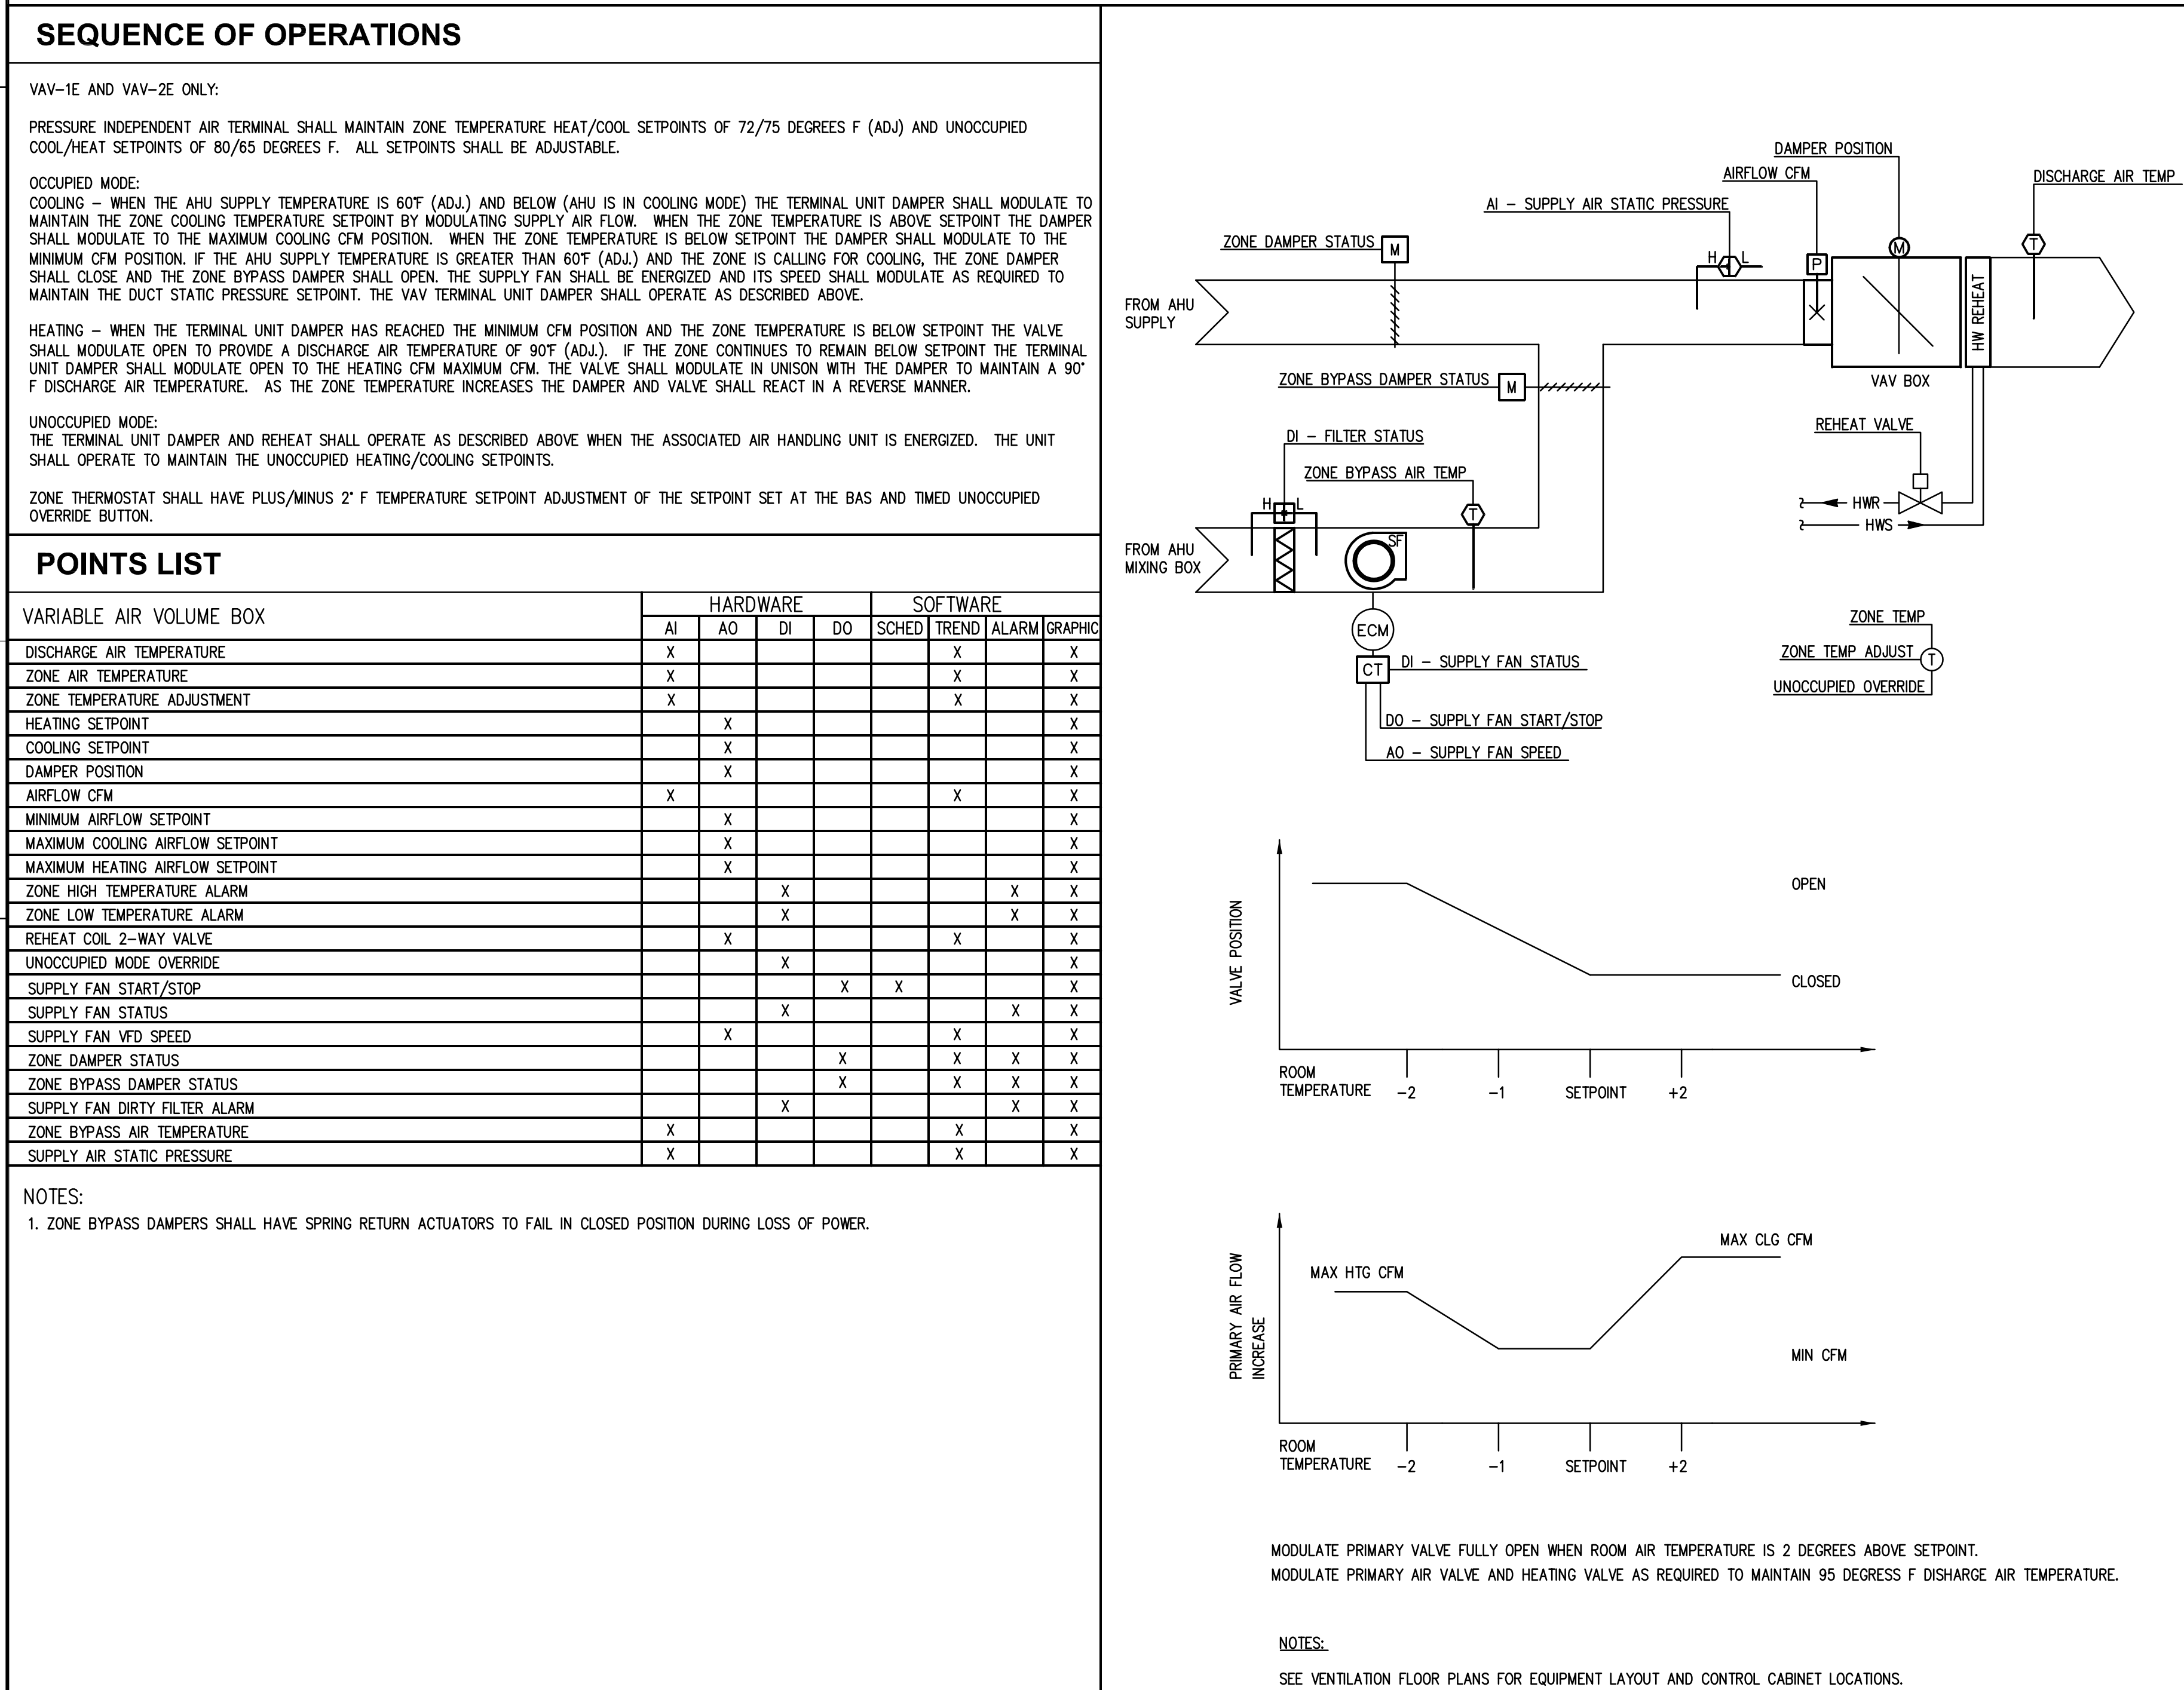 SEQUENCE OF OPERATIONS
VAV-1E AND VAV-2E ONLY:
PRESSURE INDEPENDENT AIR TERMINAL SHALL MAINTAIN ZONE TEMPERATURE HEAT/COOL SETPOINTS OF 72/75 DEGREES F (ADJ) AND UNOCCUPIED
COOL/HEAT SETPOINTS OF 80/65 DEGREES F. ALL SETPOINTS SHALL BE ADJUSTABLE.
OCCUPIED MODE:
COOLING – WHEN THE AHU SUPPLY TEMPERATURE IS 60°F (ADJ.) AND BELOW (AHU IS IN COOLING MODE) THE TERMINAL UNIT DAMPER SHALL MODULATE TO
MAINTAIN THE ZONE COOLING TEMPERATURE SETPOINT BY MODULATING SUPPLY AIR FLOW. WHEN THE ZONE TEMPERATURE IS ABOVE SETPOINT THE DAMPER
SHALL MODULATE TO THE MAXIMUM COOLING CFM POSITION. WHEN THE ZONE TEMPERATURE IS BELOW SETPOINT THE DAMPER SHALL MODULATE TO THE
MINIMUM CFM POSITION. IF THE AHU SUPPLY TEMPERATURE IS GREATER THAN 60°F (ADJ.) AND THE ZONE IS CALLING FOR COOLING, THE ZONE DAMPER
SHALL CLOSE AND THE ZONE BYPASS DAMPER SHALL OPEN. THE SUPPLY FAN SHALL BE ENERGIZED AND ITS SPEED SHALL MODULATE AS REQUIRED TO
MAINTAIN THE DUCT STATIC PRESSURE SETPOINT. THE VAV TERMINAL UNIT DAMPER SHALL OPERATE AS DESCRIBED ABOVE.
HEATING – WHEN THE TERMINAL UNIT DAMPER HAS REACHED THE MINIMUM CFM POSITION AND THE ZONE TEMPERATURE IS BELOW SETPOINT THE VALVE
SHALL MODULATE OPEN TO PROVIDE A DISCHARGE AIR TEMPERATURE OF 90°F (ADJ.). IF THE ZONE CONTINUES TO REMAIN BELOW SETPOINT THE TERMINAL
UNIT DAMPER SHALL MODULATE OPEN TO THE HEATING CFM MAXIMUM CFM. THE VALVE SHALL MODULATE IN UNISON WITH THE DAMPER TO MAINTAIN A 90°
F DISCHARGE AIR TEMPERATURE. AS THE ZONE TEMPERATURE INCREASES THE DAMPER AND VALVE SHALL REACT IN A REVERSE MANNER.
UNOCCUPIED MODE:
THE TERMINAL UNIT DAMPER AND REHEAT SHALL OPERATE AS DESCRIBED ABOVE WHEN THE ASSOCIATED AIR HANDLING UNIT IS ENERGIZED. THE UNIT
SHALL OPERATE TO MAINTAIN THE UNOCCUPIED HEATING/COOLING SETPOINTS.
ZONE THERMOSTAT SHALL HAVE PLUS/MINUS 2° F TEMPERATURE SETPOINT ADJUSTMENT OF THE SETPOINT SET AT THE BAS AND TIMED UNOCCUPIED
OVERRIDE BUTTON.
POINTS LIST
VARIABLE AIR VOLUME BOX HARDWARE SOFTWARE
AI AO DI DO SCHED TREND ALARM GRAPHIC
DISCHARGE AIR TEMPERATURE X X X
ZONE AIR TEMPERATURE X X X
ZONE TEMPERATURE ADJUSTMENT X X X
HEATING SETPOINT X X
COOLING SETPOINT X X
DAMPER POSITION X X
AIRFLOW CFM X X X
MINIMUM AIRFLOW SETPOINT X X
MAXIMUM COOLING AIRFLOW SETPOINT X X
MAXIMUM HEATING AIRFLOW SETPOINT X X
ZONE HIGH TEMPERATURE ALARM X X X
ZONE LOW TEMPERATURE ALARM X X X
REHEAT COIL 2-WAY VALVE X X X
UNOCCUPIED MODE OVERRIDE X X
SUPPLY FAN START/STOP X X X
SUPPLY FAN STATUS X X X
SUPPLY FAN VFD SPEED X X X
ZONE DAMPER STATUS X X X X
ZONE BYPASS DAMPER STATUS X X X X
SUPPLY FAN DIRTY FILTER ALARM X X X
ZONE BYPASS AIR TEMPERATURE X X X
SUPPLY AIR STATIC PRESSURE X X X
NOTES:
1. ZONE BYPASS DAMPERS SHALL HAVE SPRING RETURN ACTUATORS TO FAIL IN CLOSED POSITION DURING LOSS OF POWER.
DAMPER POSITION
AIRFLOW CFM
DISCHARGE AIR TEMP
AI – SUPPLY AIR STATIC PRESSURE
ZONE DAMPER STATUS
M
H L
P
M
T
FROM AHU
SUPPLY
HW REHEAT
VAV BOX
ZONE BYPASS DAMPER STATUS
M
REHEAT VALVE
DI – FILTER STATUS
ZONE BYPASS AIR TEMP
H L
T
HWR
HWS
FROM AHU
MIXING BOX
SF
ECM
CT
DI – SUPPLY FAN STATUS
DO – SUPPLY FAN START/STOP
AO – SUPPLY FAN SPEED
ZONE TEMP
ZONE TEMP ADJUST
T
UNOCCUPIED OVERRIDE
VALVE POSITION
OPEN
CLOSED
ROOM
TEMPERATURE
-2 -1 SETPOINT +2
PRIMARY AIR FLOW
INCREASE
MAX HTG CFM
MAX CLG CFM
MIN CFM
ROOM
TEMPERATURE
-2 -1 SETPOINT +2
MODULATE PRIMARY VALVE FULLY OPEN WHEN ROOM AIR TEMPERATURE IS 2 DEGREES ABOVE SETPOINT.
MODULATE PRIMARY AIR VALVE AND HEATING VALVE AS REQUIRED TO MAINTAIN 95 DEGRESS F DISHARGE AIR TEMPERATURE.
NOTES:
SEE VENTILATION FLOOR PLANS FOR EQUIPMENT LAYOUT AND CONTROL CABINET LOCATIONS.